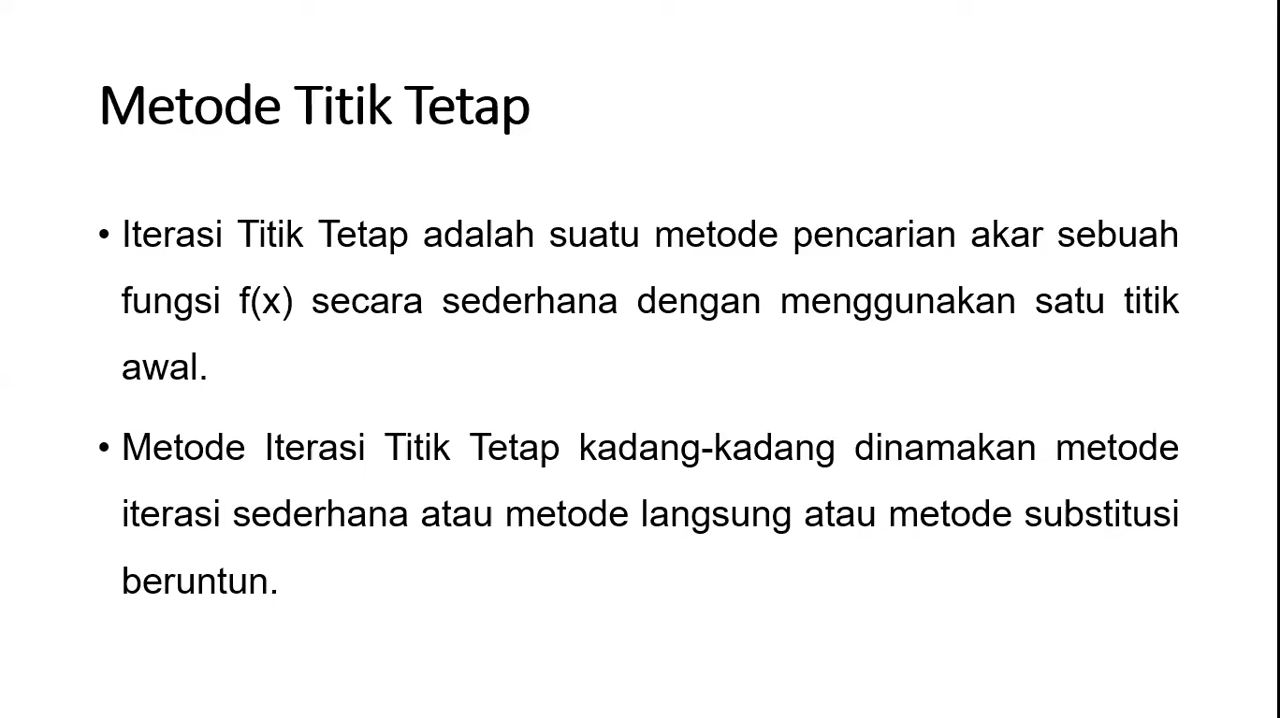 Metode Titik Tetap
• Iterasi Titik Tetap adalah suatu metode pencarian akar sebuah
fungsi f(x) secara sederhana dengan menggunakan satu titik
awal.
• Metode Iterasi Titik Tetap kadang-kadang dinamakan metode
iterasi sederhana atau metode langsung atau metode substitusi
beruntun.